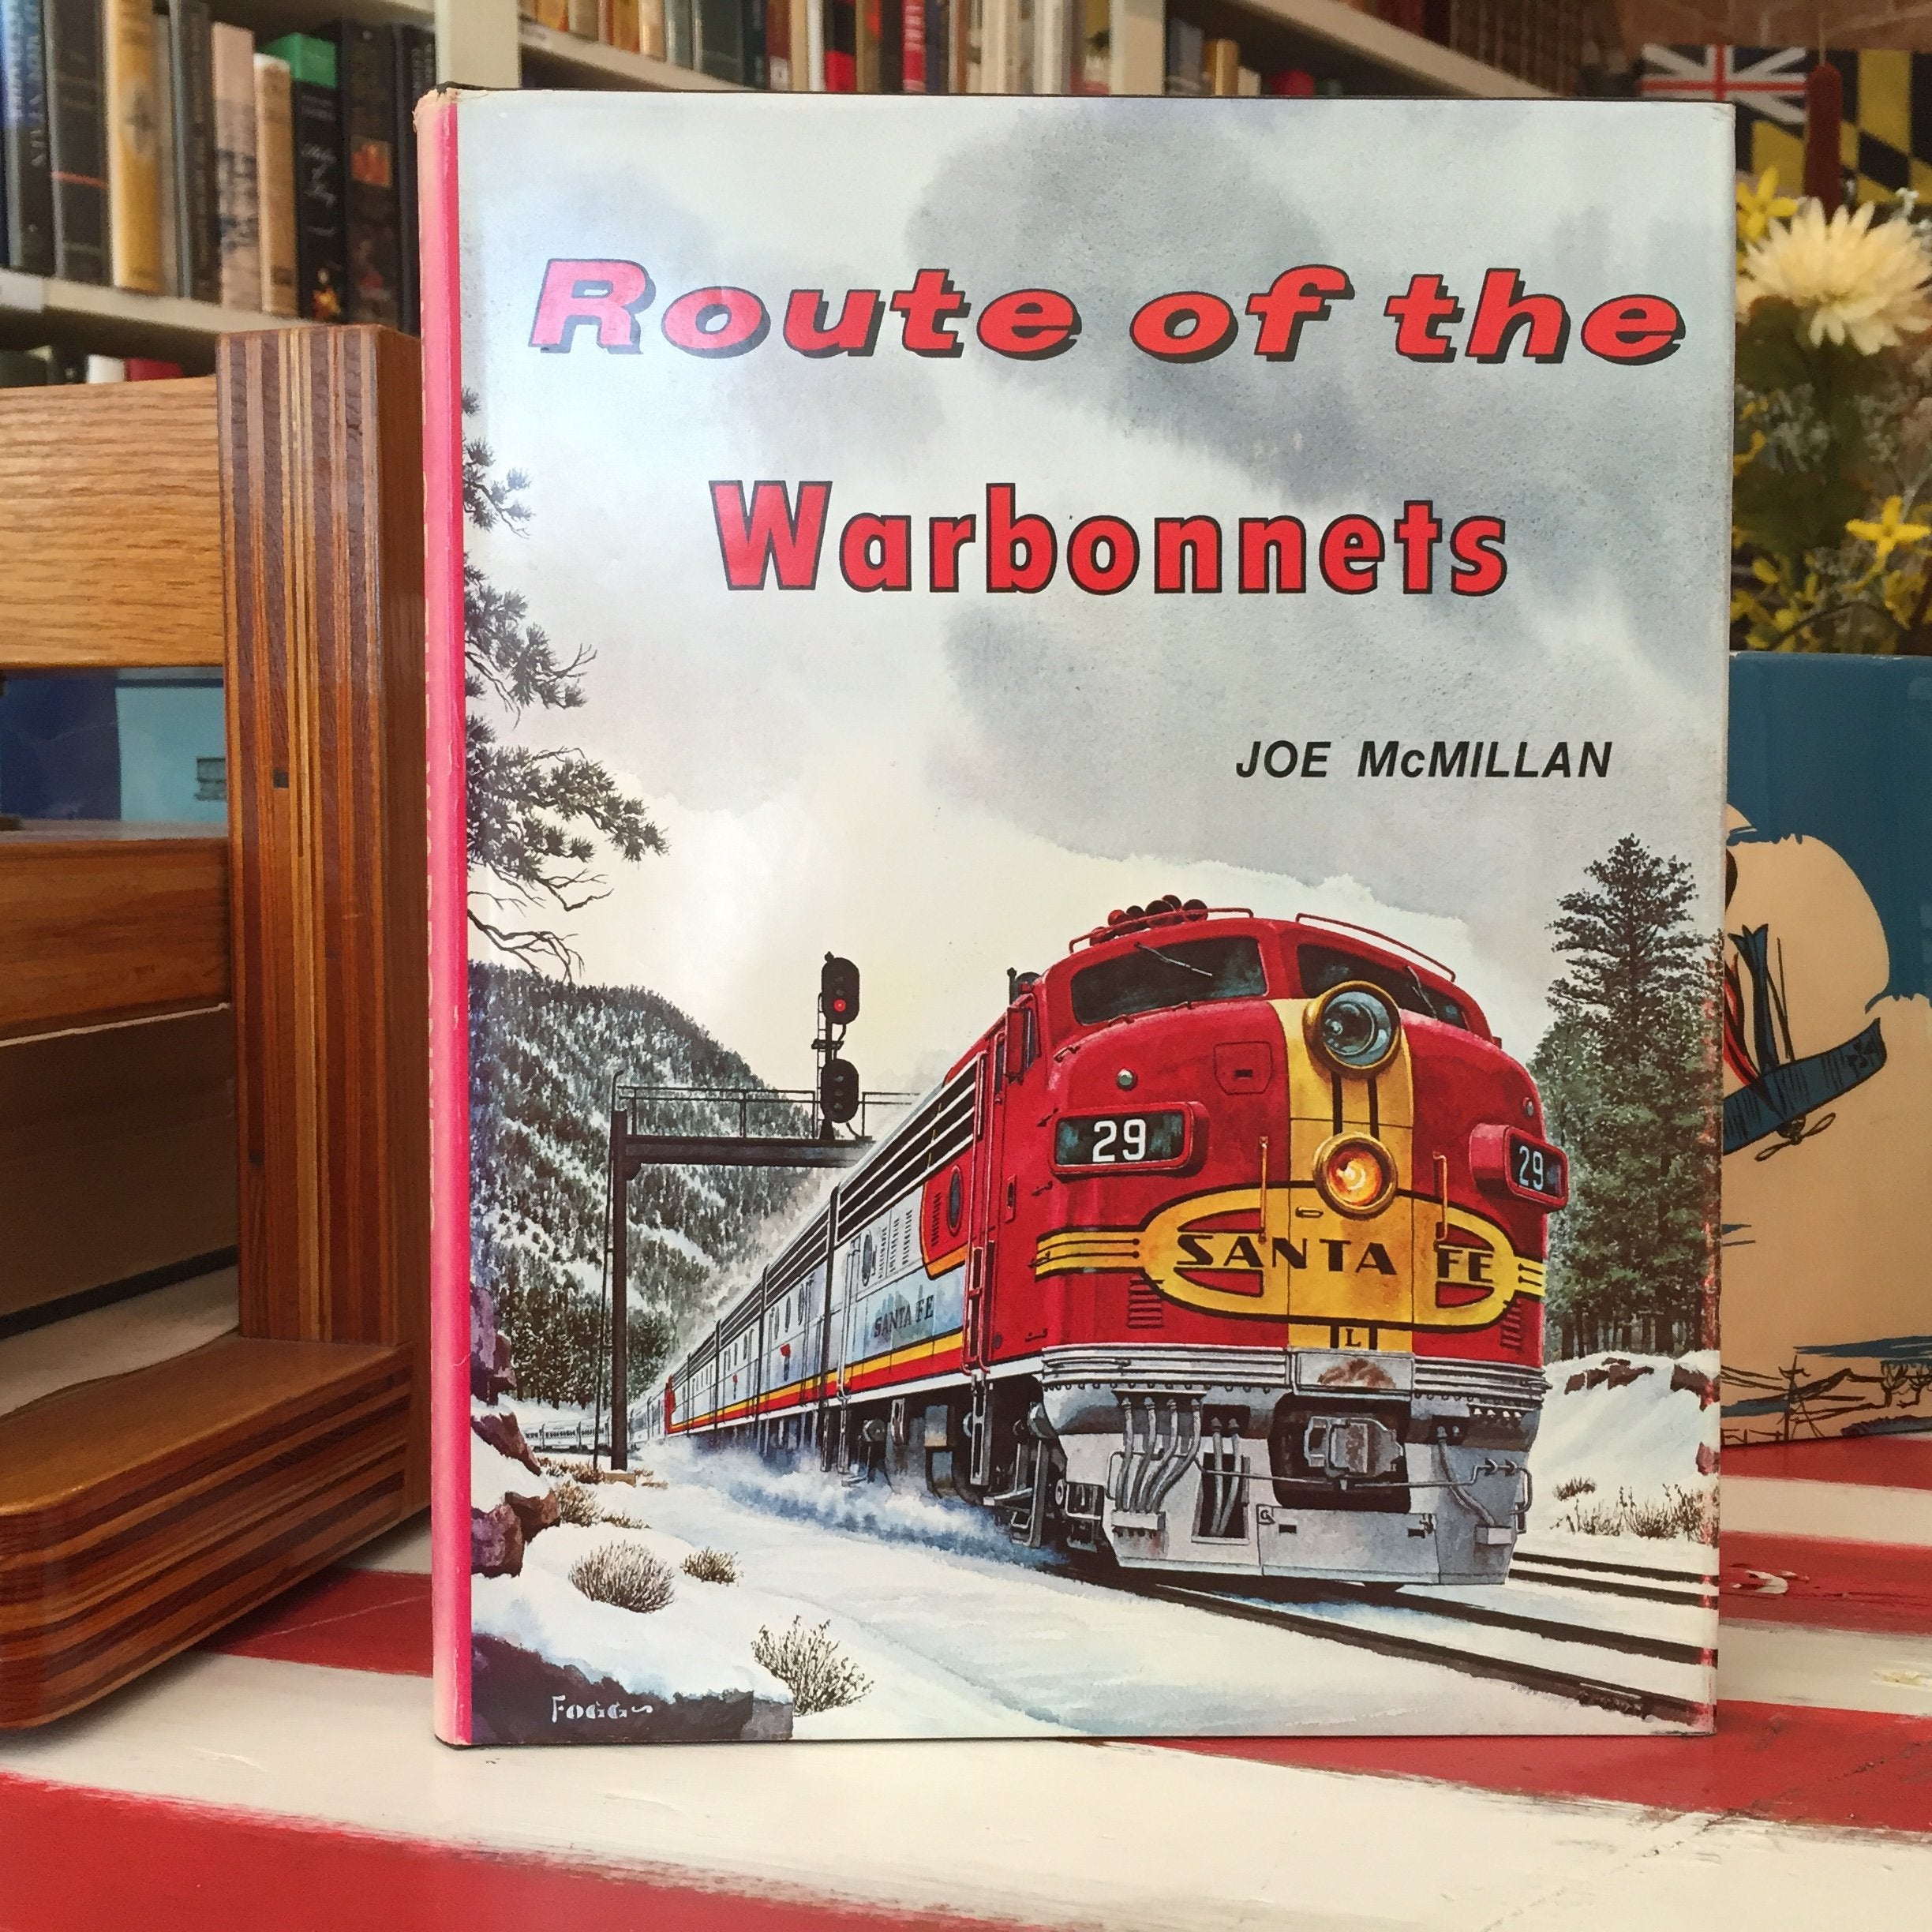 Route of the
Warbonnets
JOE McMILLAN
29
29
SANTA FE
SANTA FE
L
FOGG